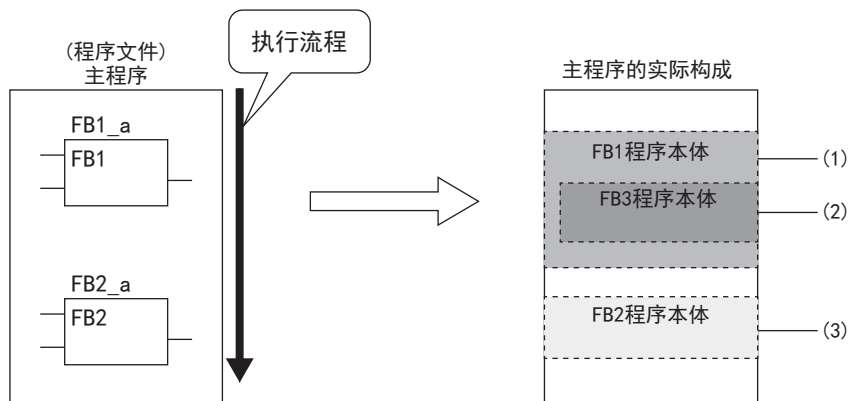 (程序文件)
主程序
执行流程
FB1_a
FB1
FB2_a
FB2
主程序的实际构成
FB1程序本体
(1)
FB3程序本体
(2)
FB2程序本体
(3)